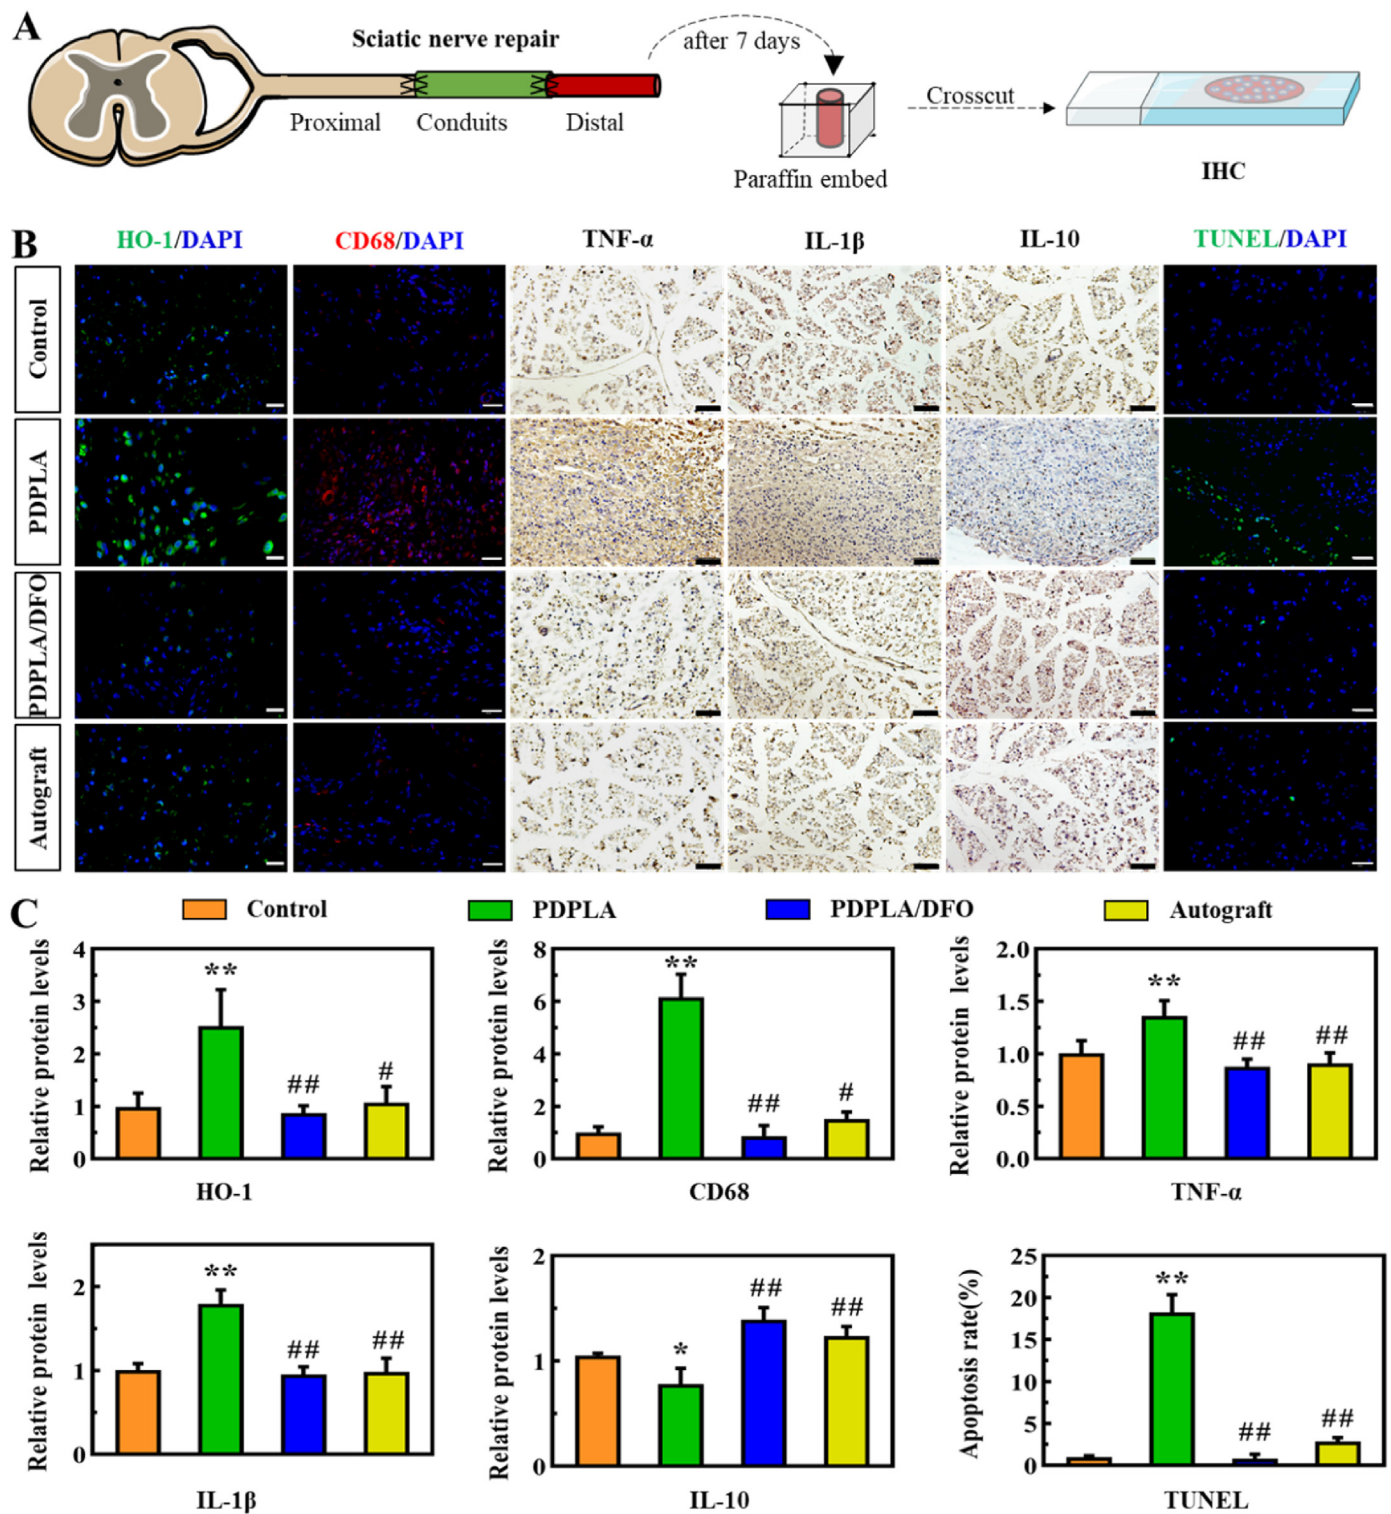 A
Sciatic nerve repair
after 7 days
Proximal Conduits Distal
Crosscut
Paraffin embed
IHC
B
HO-1/DAPI CD68/DAPI TNF-α IL-1β IL-10 TUNEL/DAPI
Control
PDPLA
PDPLA/DFO
Autograft
C
Control PDPLA PDPLA/DFO Autograft
Relative protein levels
4
3
2
1
0
**
##
#
HO-1
Relative protein levels
8
6
4
2
0
**
##
#
CD68
Relative protein levels
2.0
1.5
1.0
0.5
0.0
**
##
##
TNF-α
Relative protein levels
2
1
0
**
##
##
IL-1β
Relative protein levels
2
1
0
*
##
##
IL-10
Apoptosis rate(%)
25
20
15
10
5
0
**
##
##
TUNEL